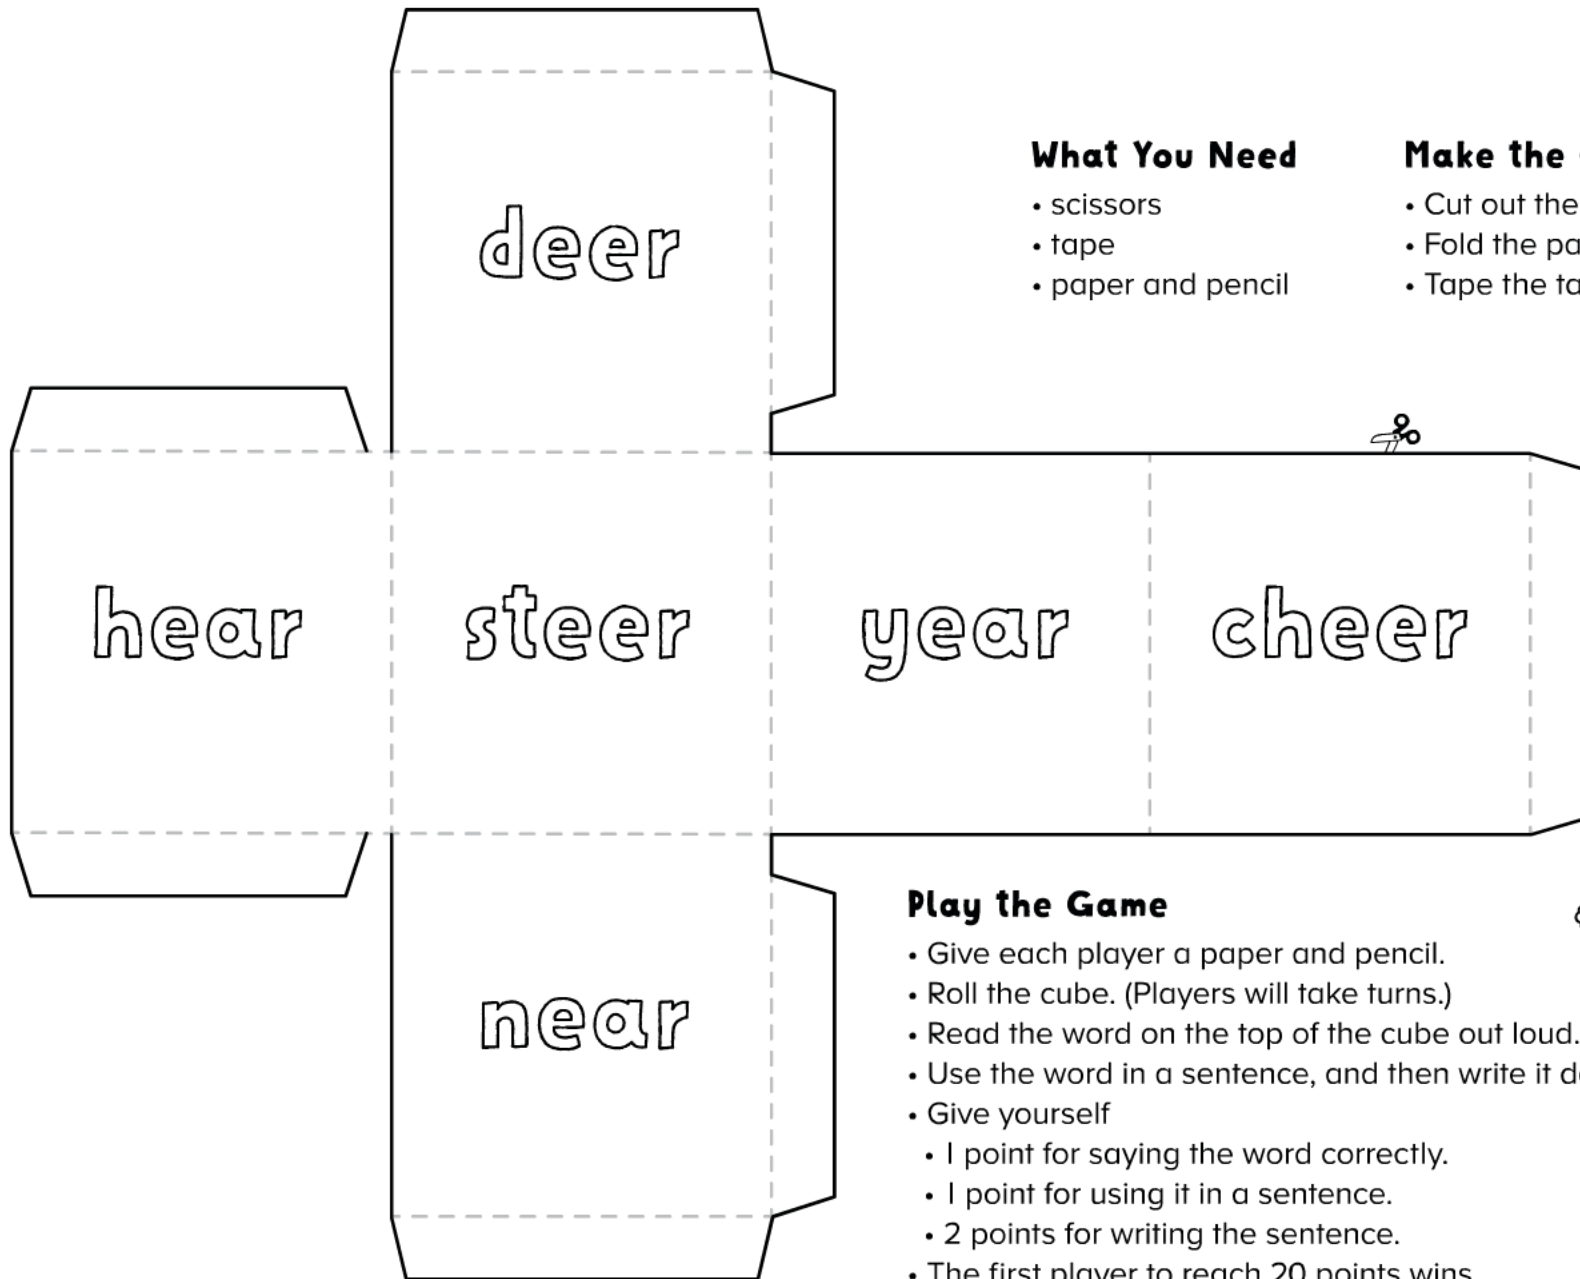 deer
What You Need
• scissors
• tape
• paper and pencil
Make the
• Cut out the
• Fold the pa
• Tape the ta
hear
steer
year
cheer
near
Play the Game
• Give each player a paper and pencil.
• Roll the cube. (Players will take turns.)
• Read the word on the top of the cube out loud.
• Use the word in a sentence, and then write it d
• Give yourself
• 1 point for saying the word correctly.
• 1 point for using it in a sentence.
• 2 points for writing the sentence.
• The first player to reach 20 points wins